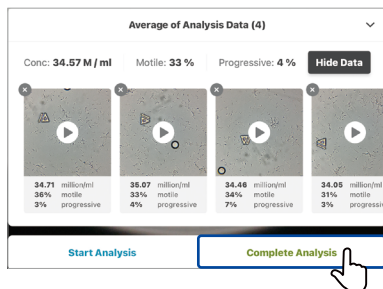 Average of Analysis Data (4)
Conc: 34.57 M / ml Motile: 33 % Progressive: 4 % Hide Data
34.71 million/ml 35.07 million/ml 34.46 million/ml 34.05 million/ml
36% motile 33% motile 34% motile 31% motile
3% progressive 4% progressive 7% progressive 3% progressive
Start Analysis Complete Analysis